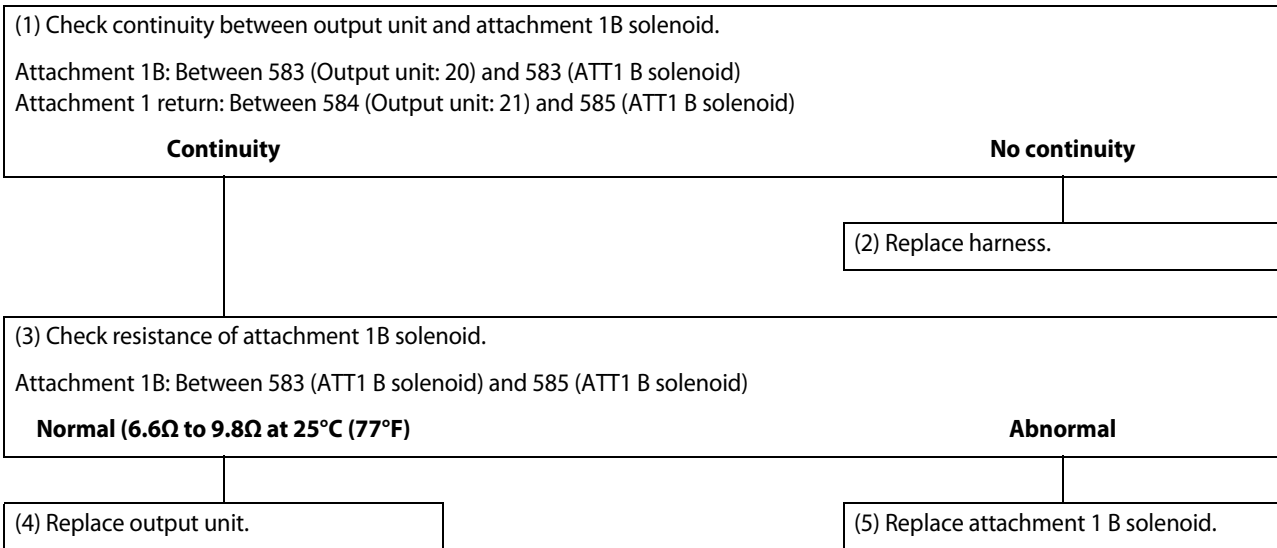 (1) Check continuity between output unit and attachment 1B solenoid.
Attachment 1B: Between 583 (Output unit: 20) and 583 (ATT1 B solenoid)
Attachment 1 return: Between 584 (Output unit: 21) and 585 (ATT1 B solenoid)
Continuity
No continuity
(2) Replace harness.
(3) Check resistance of attachment 1B solenoid.
Attachment 1B: Between 583 (ATT1 B solenoid) and 585 (ATT1 B solenoid)
Normal (6.6Ω to 9.8Ω at 25°C (77°F)
Abnormal
(4) Replace output unit.
(5) Replace attachment 1 B solenoid.